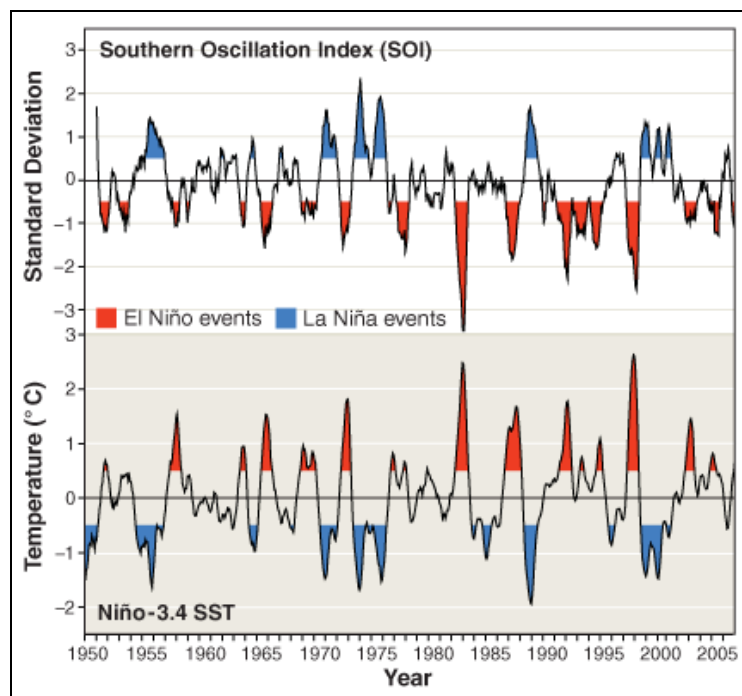 Southern Oscillation Index (SOI)
Standard Deviation
3
2
1
0
−1
−2
−3
El Niño events
La Niña events
Temperature (°C)
3
2
1
0
−1
−2
Niño-3.4 SST
1950 1955 1960 1965 1970 1975 1980 1985 1990 1995 2000 2005
Year